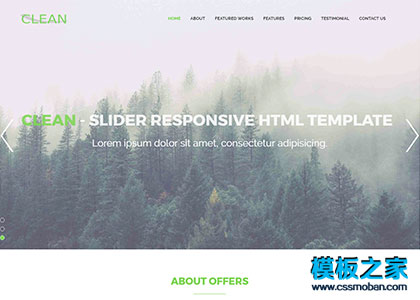 CLEAN
HOME ABOUT FEATURED WORKS FEATURES PRICING TESTIMONIAL CONTACT US
CLEAN - SLIDER RESPONSIVE HTML TEMPLATE
Lorem ipsum dolor sit amet, consectetur adipisicing.
ABOUT OFFERS
模板之家
www.cssmoban.com